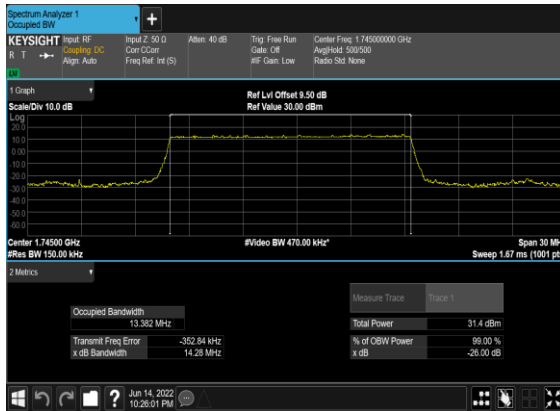 Spectrum Analyzer 1
Occupied BW
KEYSIGHT
R T
Input: RF
Coupling: DC
Align: Auto
Input Z: 50 Ω
Corr CCorr
Freq Ref: Int (S)
Atten: 40 dB
Trig: Free Run
Gate: Off
#IF Gain: Low
Center Freq: 1.745000000 GHz
Avg|Hold: 500/500
Radio Std: None
1 Graph
Scale/Div 10.0 dB
Ref Lvl Offset 9.50 dB
Ref Value 30.00 dBm
Log
20.0
10.0
0.00
-10.0
-20.0
-30.0
-40.0
-50.0
-60.0
Center 1.74500 GHz
#Res BW 150.00 kHz
#Video BW 470.00 kHz*
Span 30 MH
Sweep 1.67 ms (1001 pt
2 Metrics
Measure Trace Trace 1
Occupied Bandwidth
13.382 MHz
Total Power 31.4 dBm
Transmit Freq Error -352.84 kHz
% of OBW Power 99.00 %
x dB Bandwidth 14.28 MHz
x dB -26.00 dB
Jun 14, 2022
10:26:01 PM